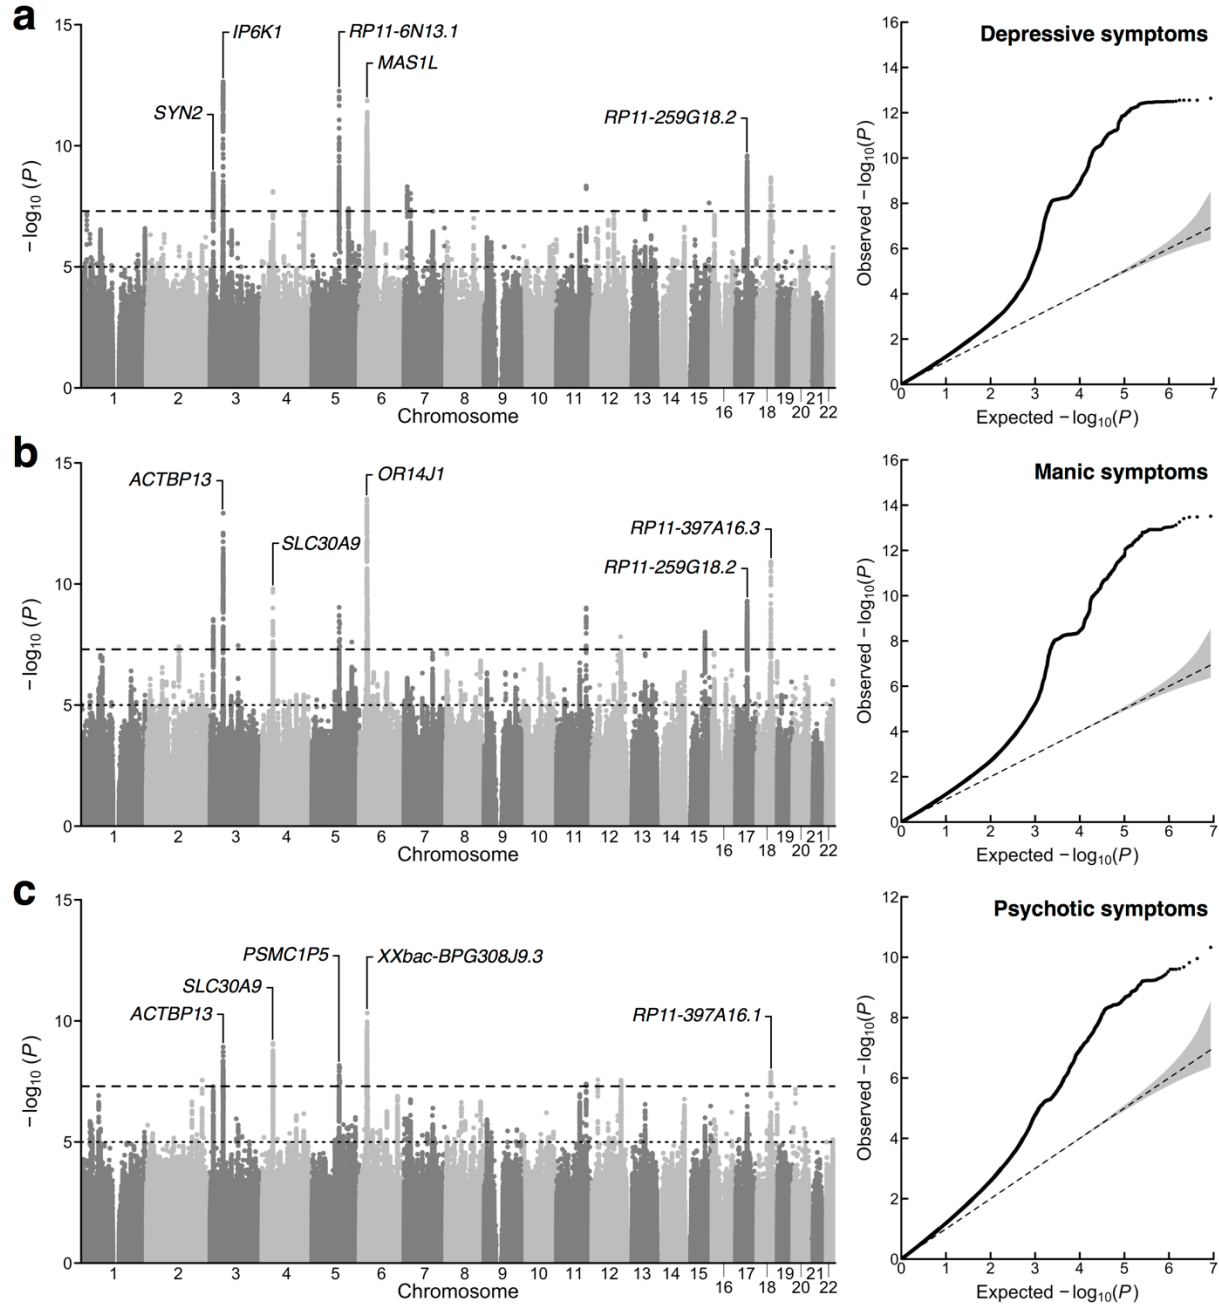 a
15
10
5
0
−log10 (P)
IP6K1
RP11-6N13.1
MAS1L
SYN2
RP11-259G18.2
1 2 3 4 5 6 7 8 9 10 11 12 13 14 15 16 17 18 19 20 21 22
Chromosome
Depressive symptoms
16
14
12
10
8
6
4
2
0
Observed −log10(P)
0 1 2 3 4 5 6 7
Expected −log10(P)
b
15
10
5
0
−log10 (P)
ACTBP13
OR14J1
SLC30A9
RP11-397A16.3
RP11-259G18.2
1 2 3 4 5 6 7 8 9 10 11 12 13 14 15 16 17 18 19 20 21 22
Chromosome
Manic symptoms
16
14
12
10
8
6
4
2
0
Observed −log10(P)
0 1 2 3 4 5 6 7
Expected −log10(P)
c
15
10
5
0
−log10 (P)
PSMC1P5
XXbac-BPG308J9.3
SLC30A9
ACTBP13
RP11-397A16.1
1 2 3 4 5 6 7 8 9 10 11 12 13 14 15 16 17 18 19 20 21 22
Chromosome
Psychotic symptoms
12
10
8
6
4
2
0
Observed −log10(P)
0 1 2 3 4 5 6 7
Expected −log10(P)